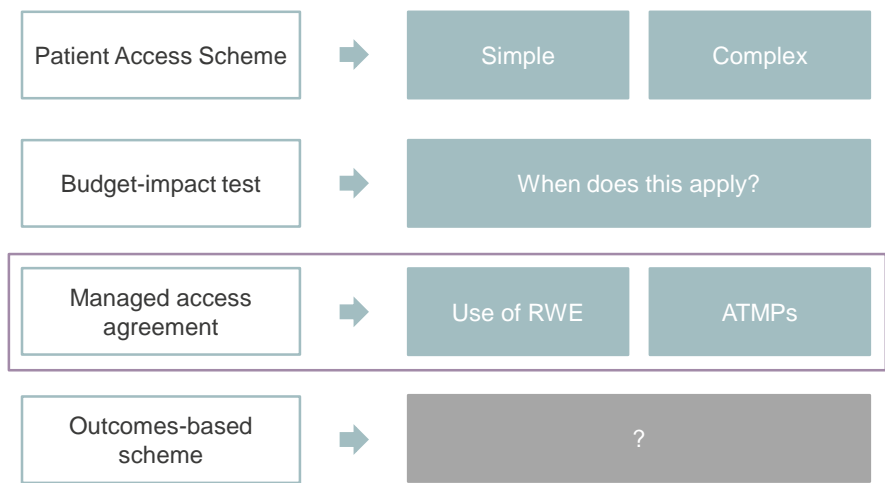 Patient Access Scheme
Simple
Complex
Budget-impact test
When does this apply?
Managed access
agreement
Use of RWE
ATMPs
Outcomes-based
scheme
?